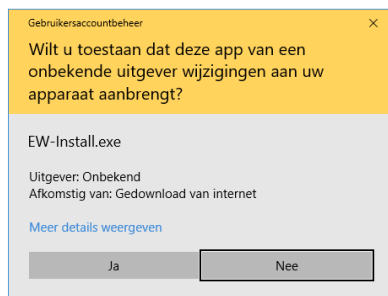 Gebruikersaccountbeheer
Wilt u toestaan dat deze app van een
onbekende uitgever wijzigingen aan uw
apparaat aanbrengt?
EW-Install.exe
Uitgever: Onbekend
Afkomstig van: Gedownload van internet
Meer details weergeven
Ja
Nee